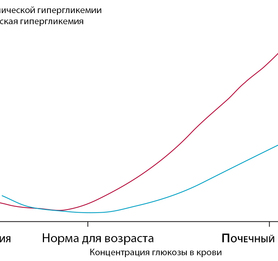 ической гипергликемии
ская гипергликемия
ия Норма для возраста Почечный
Концентрация глюкозы в крови